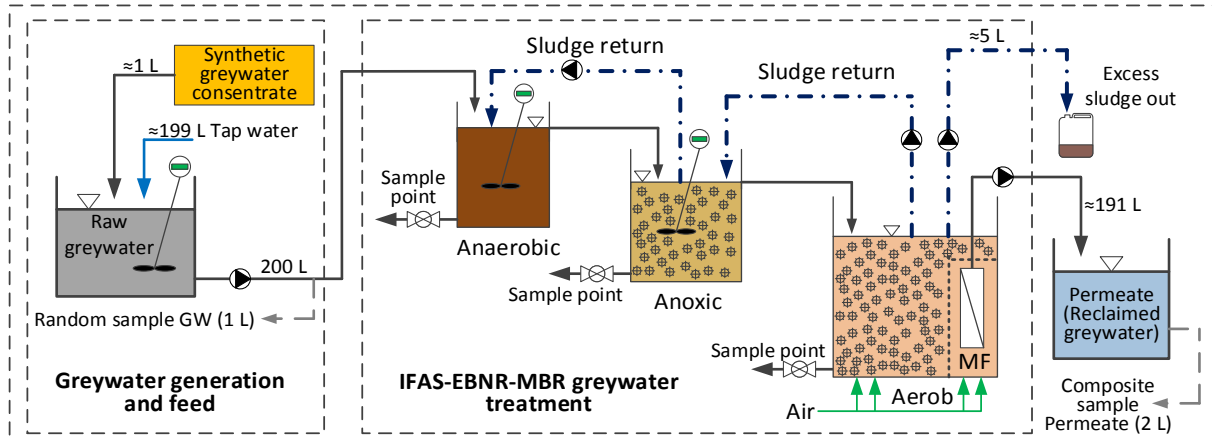 ≈1 L
Synthetic
greywater
consentrate
≈199 L Tap water
Raw
greywater
200 L
Random sample GW (1 L)
Greywater generation
and feed
Sludge return
Sample
point
Anaerobic
Sludge return
Sample point
Anoxic
Sample point
Air
Aerob
MF
IFAS-EBNR-MBR greywater
treatment
≈5 L
Excess
sludge out
≈191 L
Permeate
(Reclaimed
greywater)
Composite
sample
Permeate (2 L)